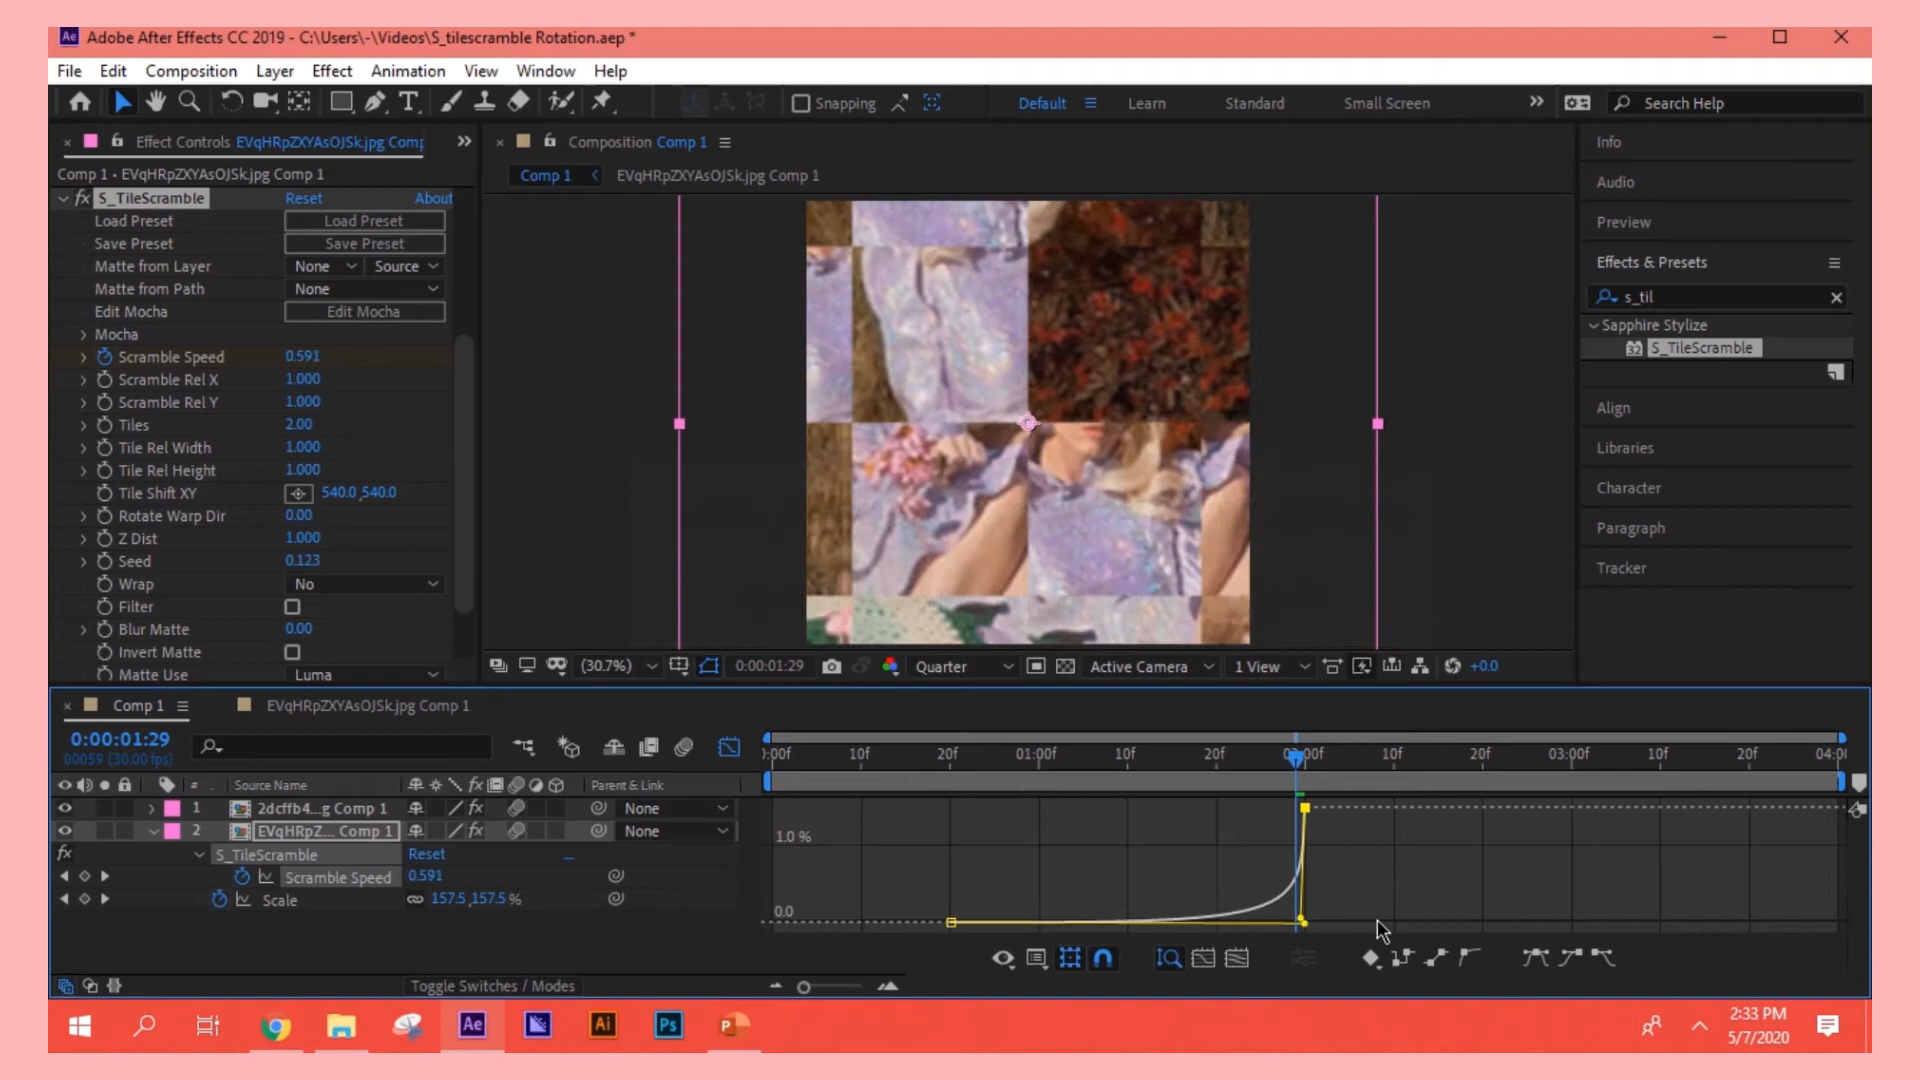 Ae Adobe After Effects CC 2019 - C:\Users\-\Videos\S_tilescramble Rotation.aep *
File Edit Composition Layer Effect Animation View Window Help
T Snapping Default Learn Standard Small Screen Search Help
Effect Controls EVqHRpZXYAsOJSk.jpg Comp
Composition Comp 1
Info
Comp 1 • EVqHRpZXYAsOJSk.jpg Comp 1
Comp 1 EVqHRpZXYAsOJSk.jpg Comp 1
Audio
fx S_TileScramble Reset About
Load Preset Load Preset
Preview
Save Preset Save Preset
Matte from Layer None Source
Effects & Presets
Matte from Path None
s_til
Edit Mocha Edit Mocha
Sapphire Stylize
Mocha
32 S_TileScramble
Scramble Speed 0.591
Scramble Rel X 1.000
Scramble Rel Y 1.000
Align
Tiles 2.00
Tile Rel Width 1.000
Libraries
Tile Rel Height 1.000
Character
Tile Shift XY 540.0,540.0
Rotate Warp Dir 0.00
Paragraph
Z Dist 1.000
Seed 0.123
Tracker
Wrap No
Filter
Blur Matte 0.00
Invert Matte
Matte Use Luma
(30.7%) 0:00:01:29 Quarter Active Camera 1 View +0.0
Comp 1 EVqHRpZXYAsOJSk.jpg Comp 1
0:00:01:29
00059 (30.00 fps)
):00f 10f 20f 01:00f 10f 20f 02:00f 10f 20f 03:00f 10f 20f 04:00
# Source Name fx Parent & Link
1 2dcffb4...g Comp 1 fx None
2 EVqHRpZ... Comp 1 fx None
1.0 %
fx S_TileScramble Reset
Scramble Speed 0.591
Scale 157.5,157.5 %
0.0
Toggle Switches / Modes
Ae Ai Ps P
2:33 PM
5/7/2020